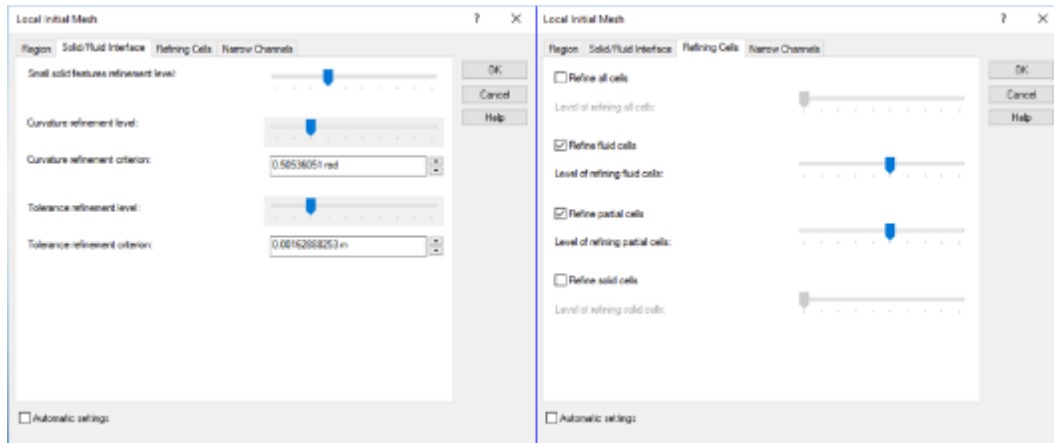 Local Initial Mesh
Region Solid/Fluid Interface Refining Cells Narrow Channels
Small solid features refinement level:
Curvature refinement level:
Curvature refinement criterion:
0.50536051 rad
Tolerance refinement level:
Tolerance refinement criterion:
m
OK
Cancel
Help
Automatic settings
Local Initial Mesh
Region Solid/Fluid Interface Refining Cells Narrow Channels
Refine all cells
Level of refining all cells:
Refine fluid cells
Level of refining fluid cells:
Refine partial cells
Level of refining partial cells:
Refine solid cells
Level of refining solid cells:
OK
Cancel
Help
Automatic settings